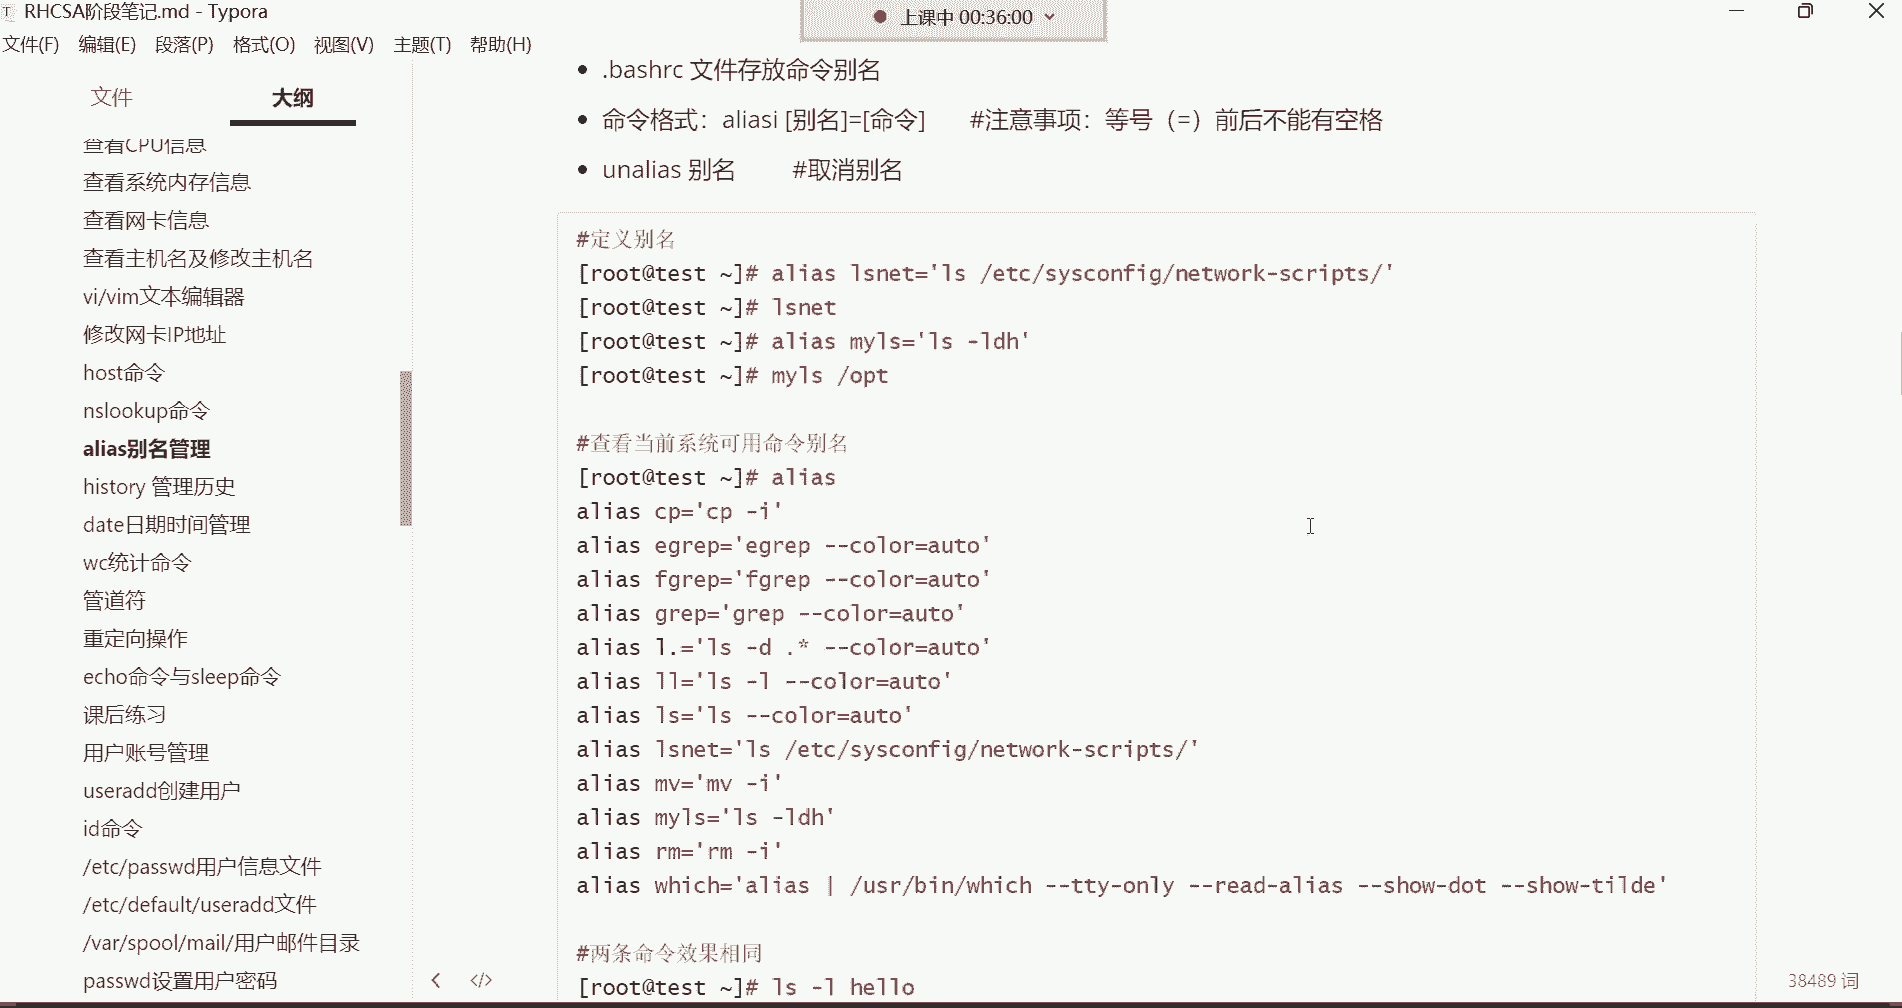 RHCSA阶段笔记.md - Typora
上课中 00:36:00
文件(F) 编辑(E) 段落(P) 格式(O) 视图(V) 主题(T) 帮助(H)
文件 大纲
查看CPU信息
查看系统内存信息
查看网卡信息
查看主机名及修改主机名
vi/vim文本编辑器
修改网卡IP地址
host命令
nslookup命令
alias别名管理
history 管理历史
date日期时间管理
wc统计命令
管道符
重定向操作
echo命令与sleep命令
课后练习
用户账号管理
useradd创建用户
id命令
/etc/passwd用户信息文件
/etc/default/useradd文件
/var/spool/mail/用户邮件目录
passwd设置用户密码
.bashrc 文件存放命令别名
命令格式：aliasi [别名]=[命令] #注意事项：等号（=）前后不能有空格
unalias 别名 #取消别名
#定义别名
[root@test ~]# alias lsnet='ls /etc/sysconfig/network-scripts/'
[root@test ~]# lsnet
[root@test ~]# alias myls='ls -ldh'
[root@test ~]# myls /opt
#查看当前系统可用命令别名
[root@test ~]# alias
alias cp='cp -i'
alias egrep='egrep --color=auto'
alias fgrep='fgrep --color=auto'
alias grep='grep --color=auto'
alias l.='ls -d .* --color=auto'
alias ll='ls -l --color=auto'
alias ls='ls --color=auto'
alias lsnet='ls /etc/sysconfig/network-scripts/'
alias mv='mv -i'
alias myls='ls -ldh'
alias rm='rm -i'
alias which='alias | /usr/bin/which --tty-only --read-alias --show-dot --show-tilde'
#两条命令效果相同
[root@test ~]# ls -l hello
38489 词